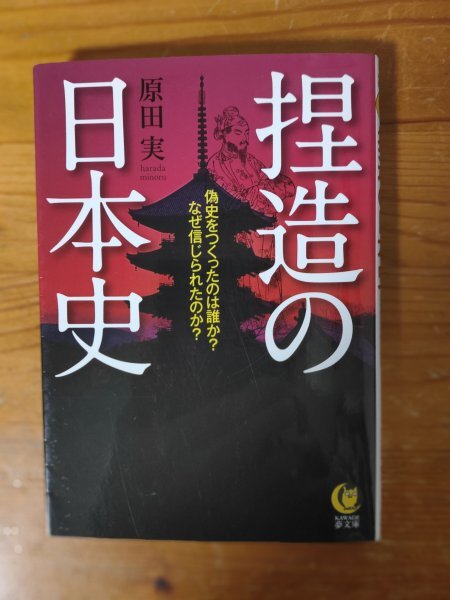 捏造の
日本史
原田 実
harada
minoru
偽史をつくったのは誰か?
なぜ信じられたのか?
KAWADE
夢文庫